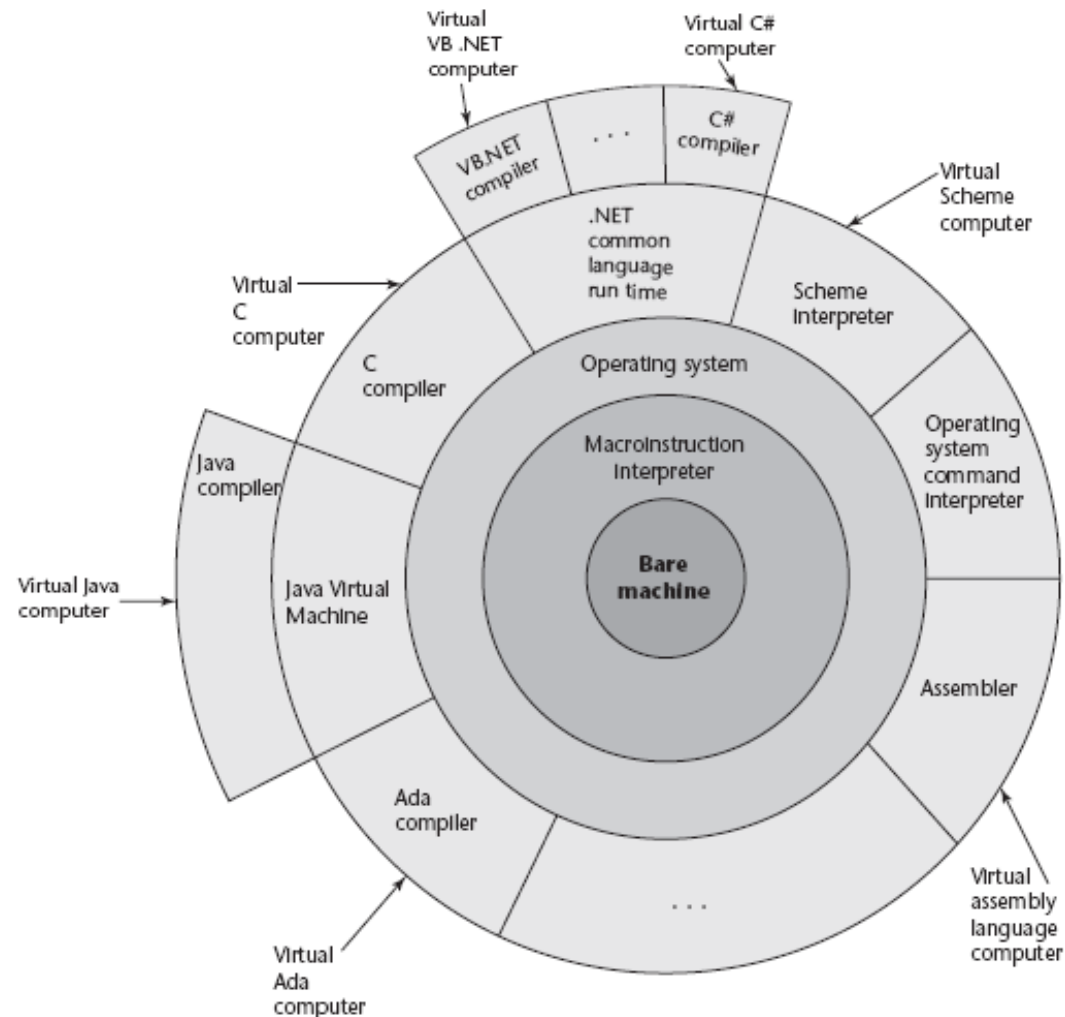 Virtual
VB .NET
computer
Virtual C#
computer
VB.NET
compiler
. . .
C#
compiler
Virtual
Scheme
computer
.NET
common
language
run time
Virtual
C
computer
Scheme
interpreter
C
compiler
Operating system
Operating
system
command
interpreter
Macroinstruction
interpreter
Java
compiler
Bare
machine
Virtual Java
computer
Java Virtual
Machine
Assembler
Ada
compiler
. . .
Virtual
assembly
language
computer
Virtual
Ada
computer